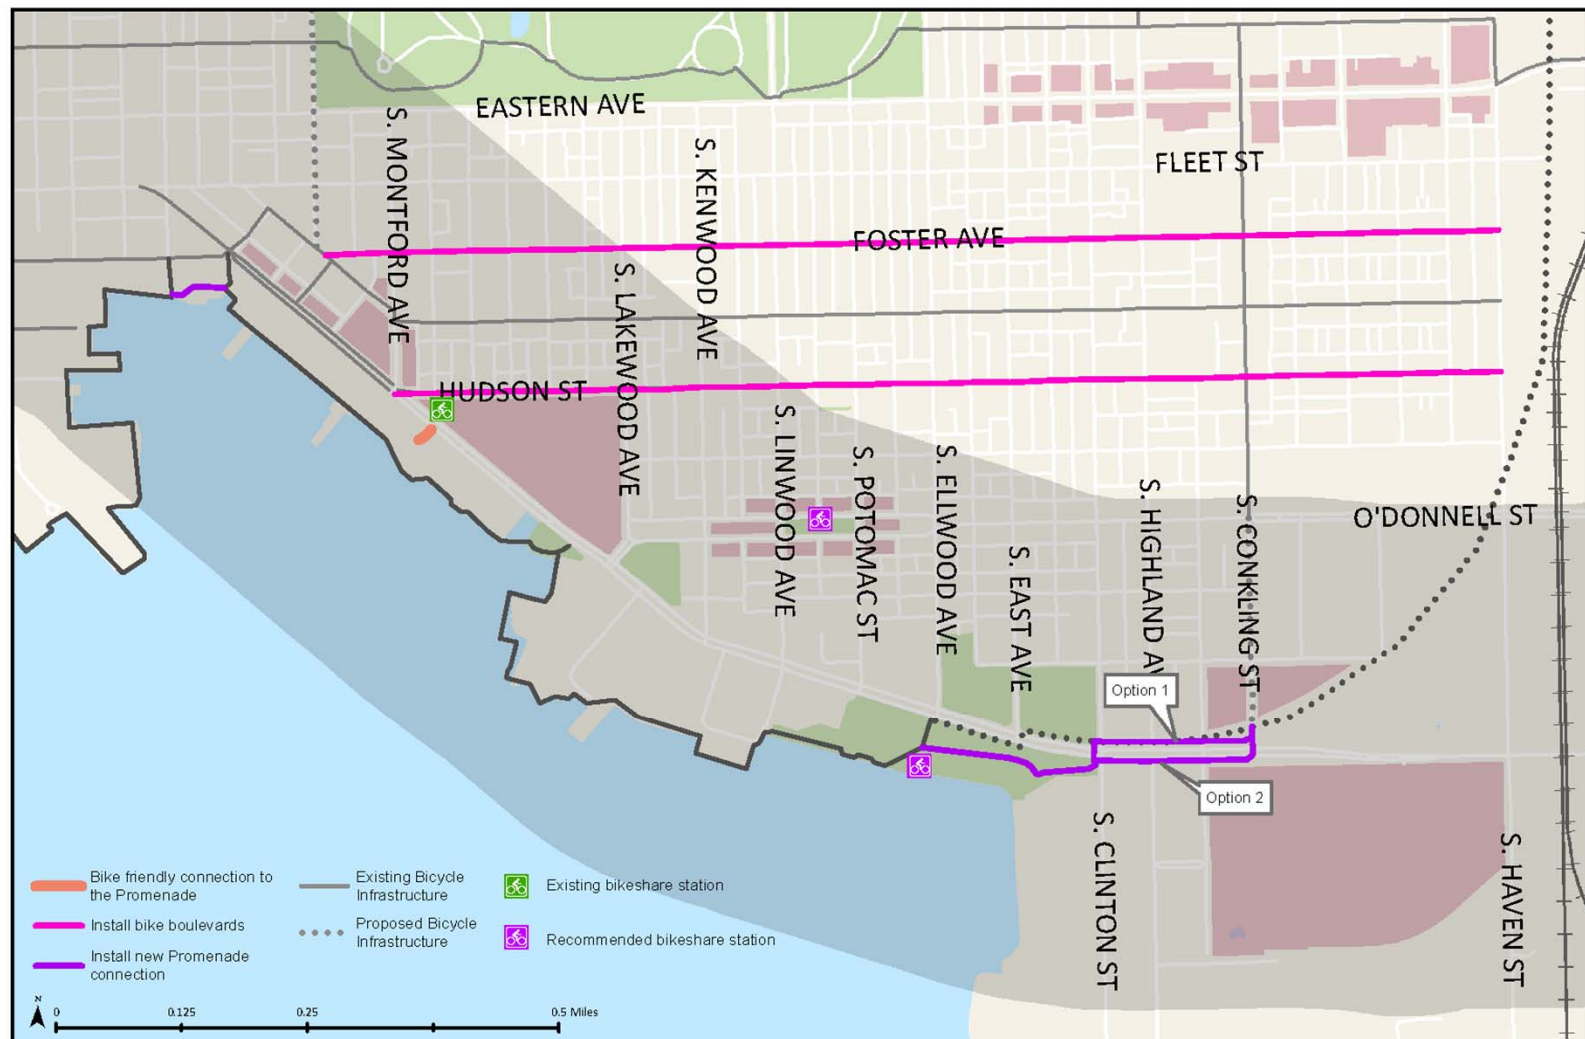 EASTERN AVE
S. MONTFORD AVE
S. KENWOOD AVE
FLEET ST
FOSTER AVE
S. LAKEWOOD AVE
HUDSON ST
S. LINWOOD AVE
S. POTOMAC ST
S. ELLWOOD AVE
S. EAST AVE
S. HIGHLAND AV
S. CONKLING ST
O'DONNELL ST
Option 1
Option 2
S. CLINTON ST
S. HAVEN ST
Bike friendly connection to
the Promenade
Install bike boulevards
Install new Promenade
connection
Existing Bicycle
Infrastructure
Proposed Bicycle
Infrastructure
Existing bikeshare station
Recommended bikeshare station
N
0 0.125 0.25 0.5 Miles